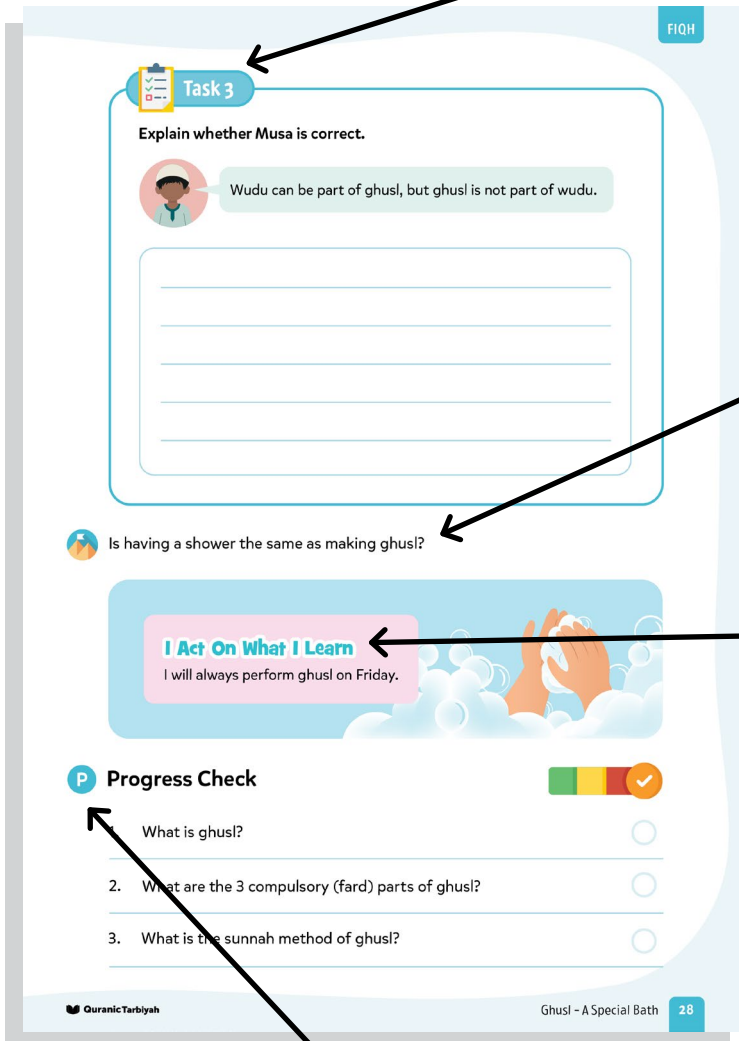 FIQH
Task 3
Explain whether Musa is correct.
Wudu can be part of ghusl, but ghusl is not part of wudu.
Is having a shower the same as making ghusl?
I Act On What I Learn
I will always perform ghusl on Friday.
P Progress Check
1. What is ghusl?
2. What are the 3 compulsory (fard) parts of ghusl?
3. What is the sunnah method of ghusl?
Quranic Tarbiyah
Ghusl - A Special Bath 28